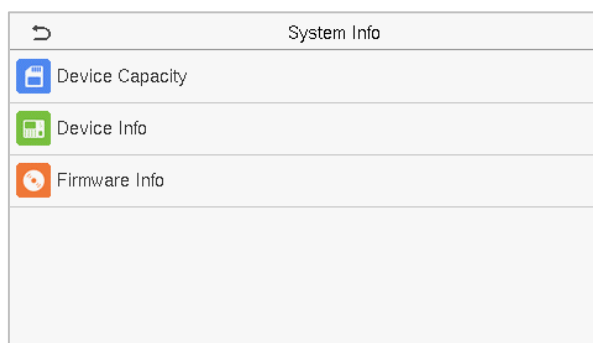 System Info
Device Capacity
Device Info
Firmware Info